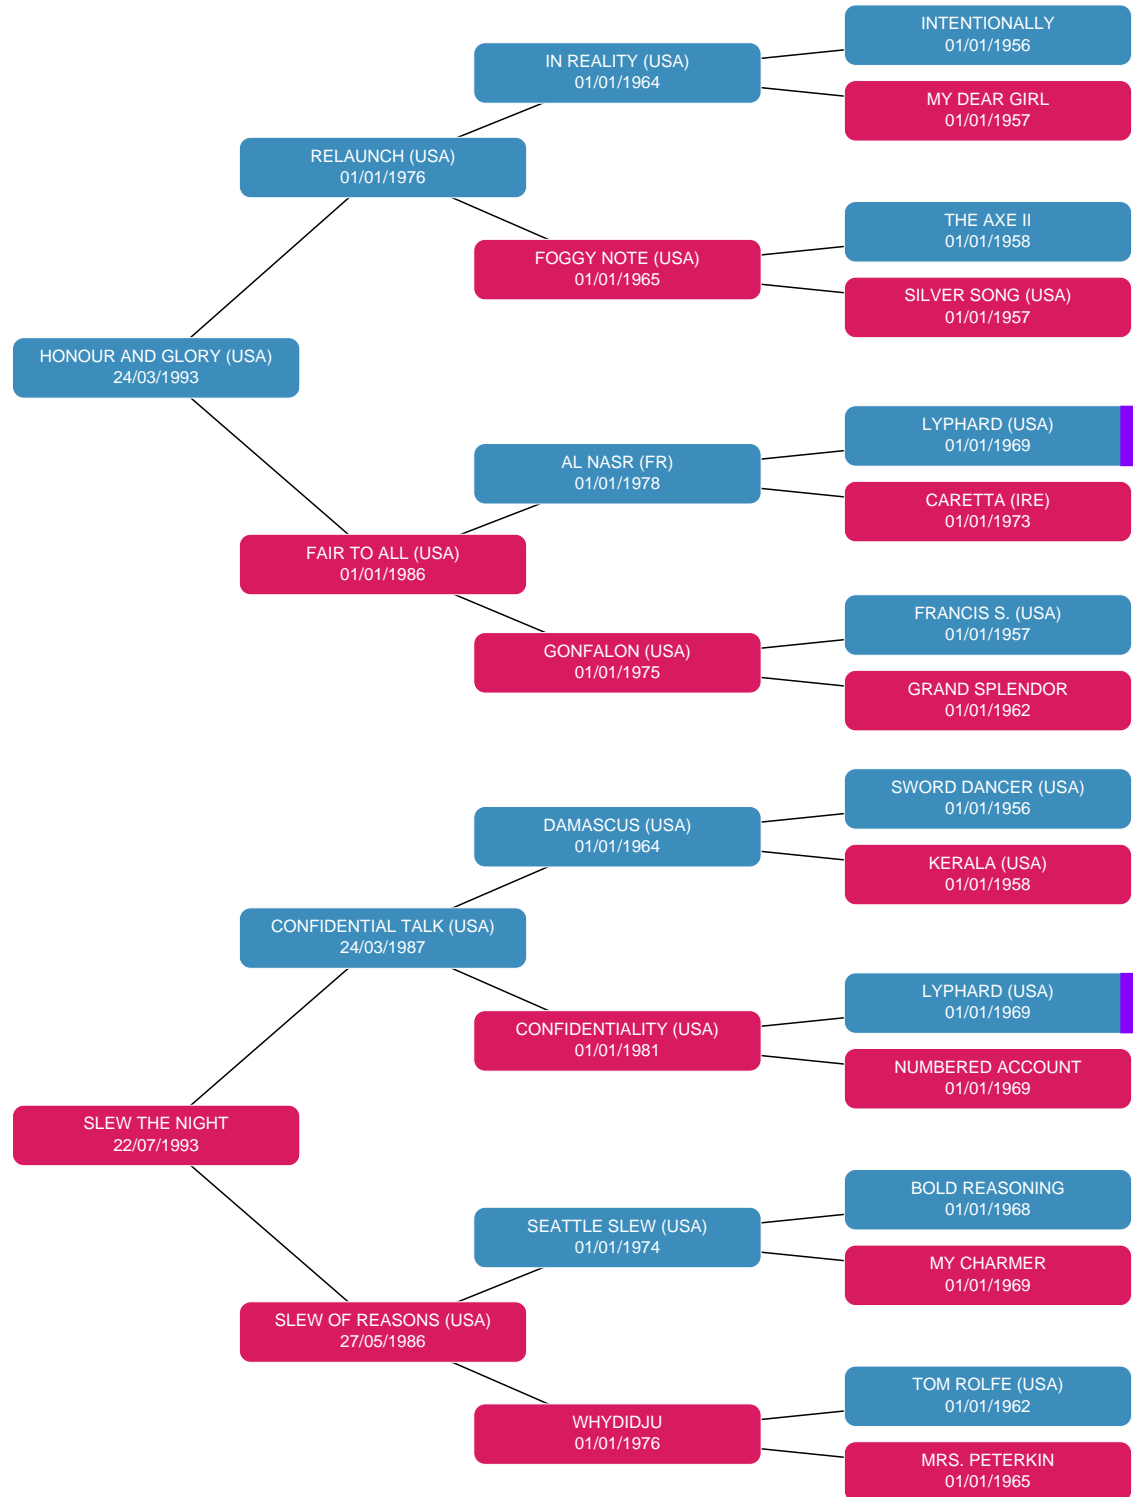 INTENTIONALLY
01/01/1956
IN REALITY (USA)
01/01/1964
MY DEAR GIRL
01/01/1957
RELAUNCH (USA)
01/01/1976
THE AXE II
01/01/1958
FOGGY NOTE (USA)
01/01/1965
SILVER SONG (USA)
01/01/1957
HONOUR AND GLORY (USA)
24/03/1993
LYPHARD (USA)
01/01/1969
AL NASR (FR)
01/01/1978
CARETTA (IRE)
01/01/1973
FAIR TO ALL (USA)
01/01/1986
FRANCIS S. (USA)
01/01/1957
GONFALON (USA)
01/01/1975
GRAND SPLENDOR
01/01/1962
SWORD DANCER (USA)
01/01/1956
DAMASCUS (USA)
01/01/1964
KERALA (USA)
01/01/1958
CONFIDENTIAL TALK (USA)
24/03/1987
LYPHARD (USA)
01/01/1969
CONFIDENTIALITY (USA)
01/01/1981
NUMBERED ACCOUNT
01/01/1969
SLEW THE NIGHT
22/07/1993
BOLD REASONING
01/01/1968
SEATTLE SLEW (USA)
01/01/1974
MY CHARMER
01/01/1969
SLEW OF REASONS (USA)
27/05/1986
TOM ROLFE (USA)
01/01/1962
WHYDIDJU
01/01/1976
MRS. PETERKIN
01/01/1965